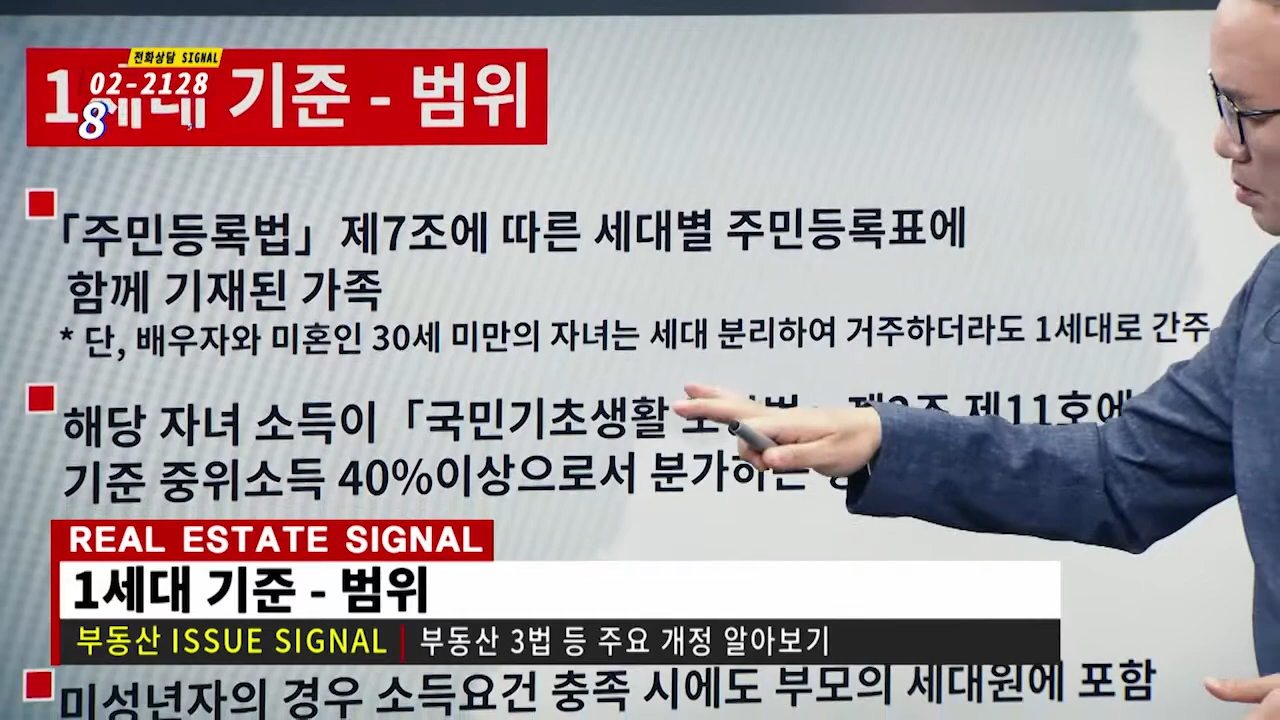 전화상담 SIGNAL
02-2128
8
1세대 기준 - 범위
「주민등록법」 제7조에 따른 세대별 주민등록표에
함께 기재된 가족
* 단, 배우자와 미혼인 30세 미만의 자녀는 세대 분리하여 거주하더라도 1세대로 간주
해당 자녀 소득이 「국민기초생활 제11호에
기준 중위소득 40%이상으로서 분가하는
REAL ESTATE SIGNAL
1세대 기준 - 범위
부동산 ISSUE SIGNAL 부동산 3법 등 주요 개정 알아보기
미성년자의 경우 소득요건 충족 시에도 부모의 세대원에 포함